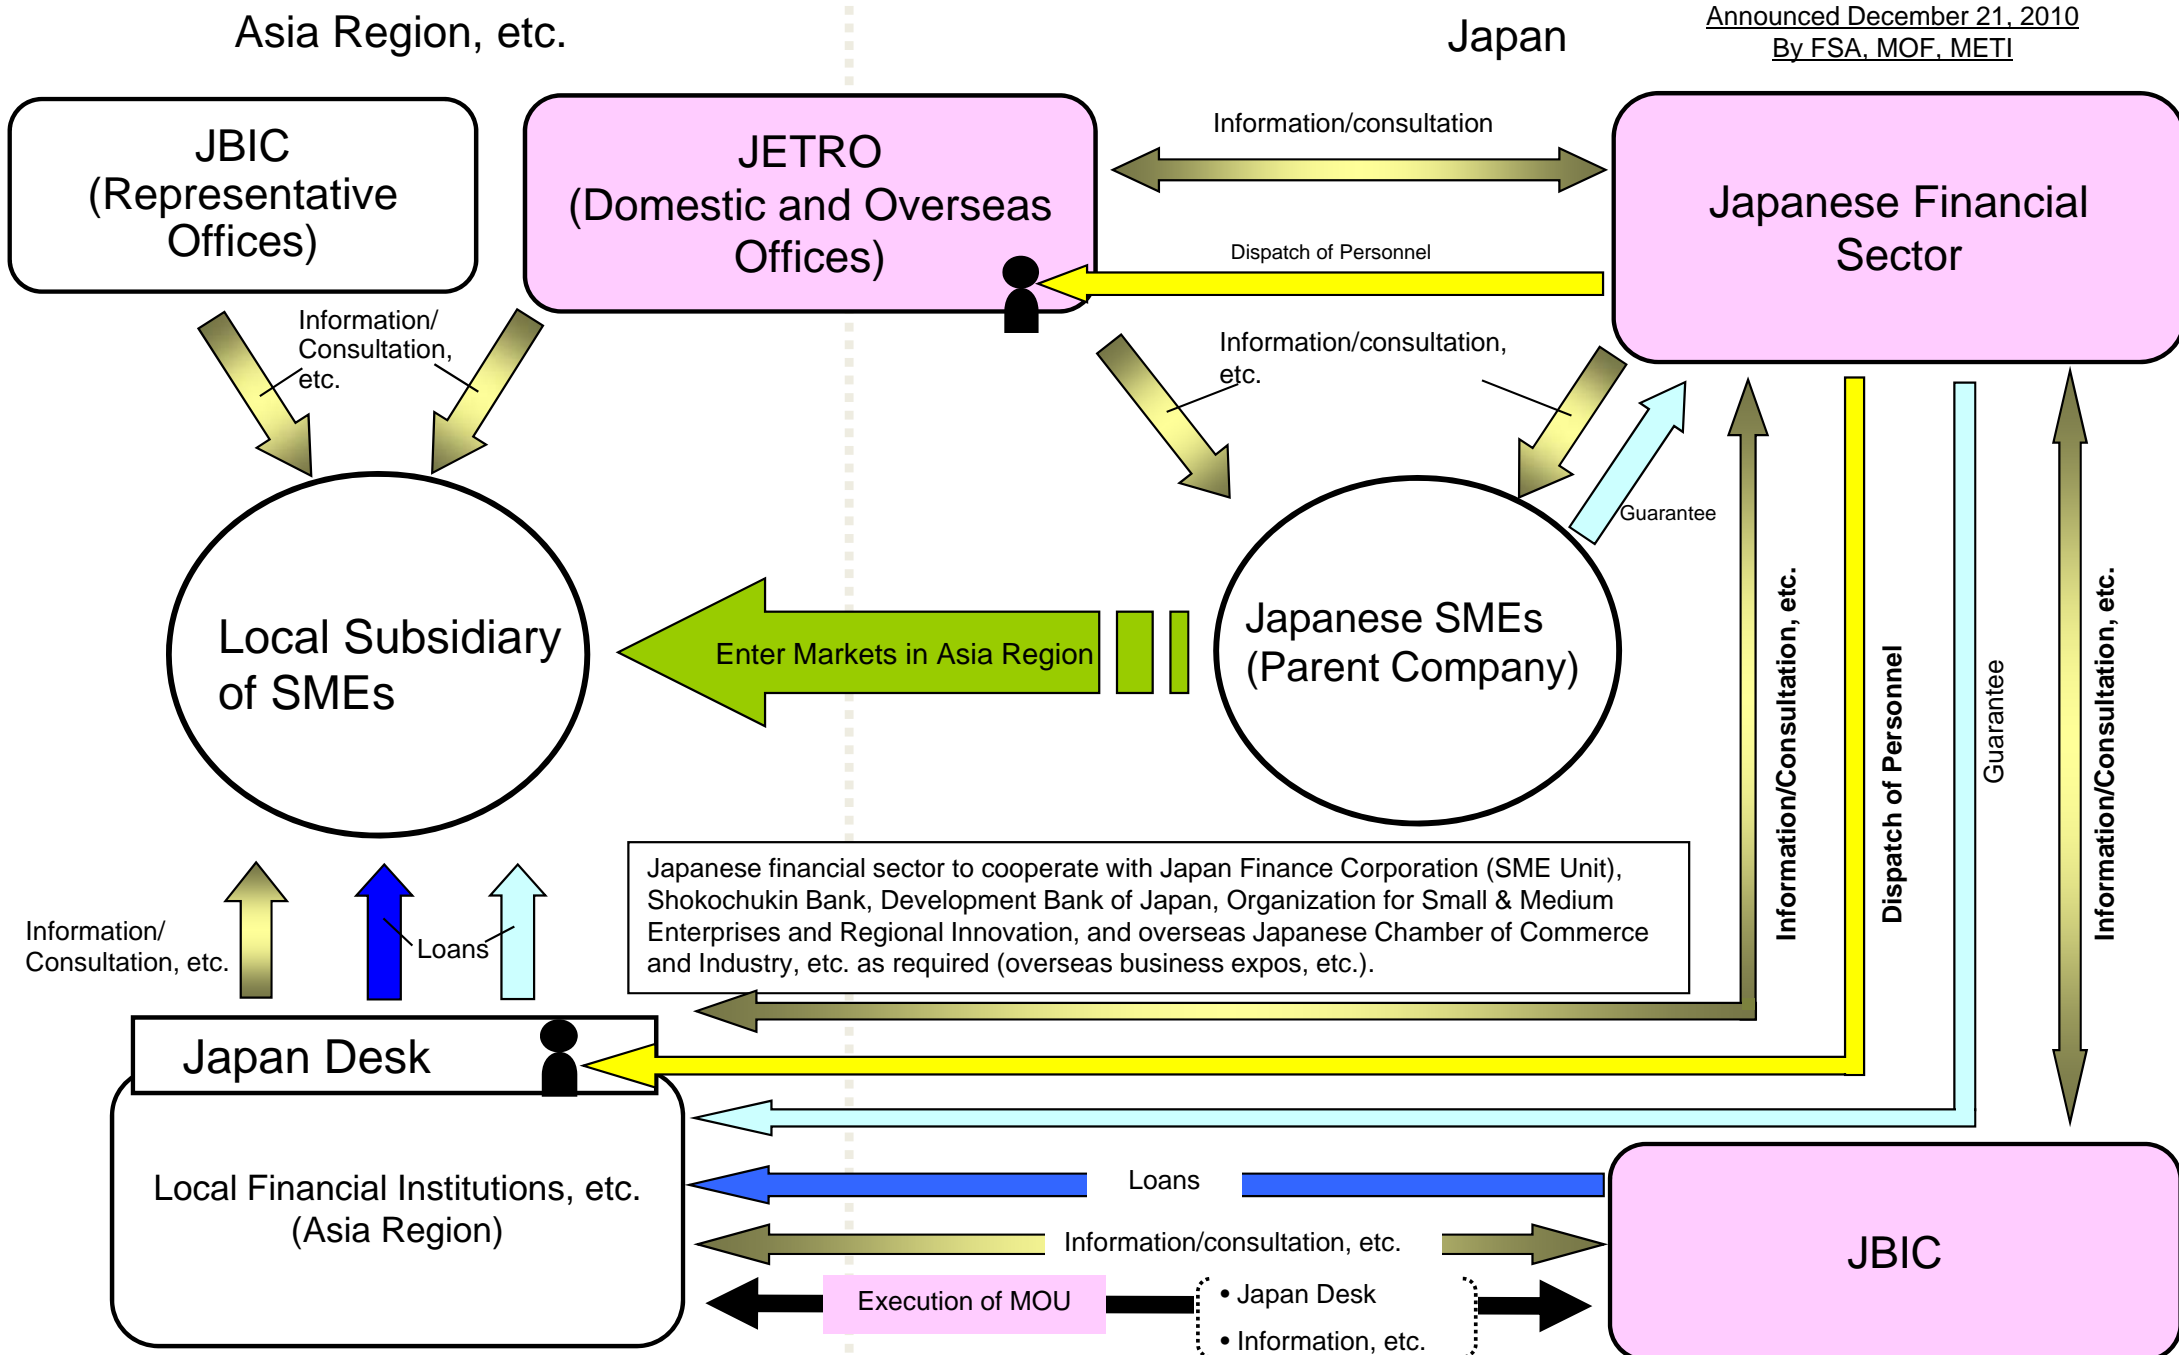 Asia Region, etc.
Japan
Announced December 21, 2010
By FSA, MOF, METI
JBIC
(Representative
Offices)
JETRO
(Domestic and Overseas
Offices)
Information/consultation
Japanese Financial
Sector
Dispatch of Personnel
Information/
Consultation,
etc.
Information/consultation,
etc.
Guarantee
Local Subsidiary
of SMEs
Enter Markets in Asia Region
Japanese SMEs
(Parent Company)
Information/Consultation, etc.
Dispatch of Personnel
Guarantee
Information/Consultation, etc.
Japanese financial sector to cooperate with Japan Finance Corporation (SME Unit),
Shokochukin Bank, Development Bank of Japan, Organization for Small & Medium
Enterprises and Regional Innovation, and overseas Japanese Chamber of Commerce
and Industry, etc. as required (overseas business expos, etc.).
Information/
Consultation, etc.
Loans
Japan Desk
Local Financial Institutions, etc.
(Asia Region)
Loans
Information/consultation, etc.
JBIC
Execution of MOU
• Japan Desk
• Information, etc.